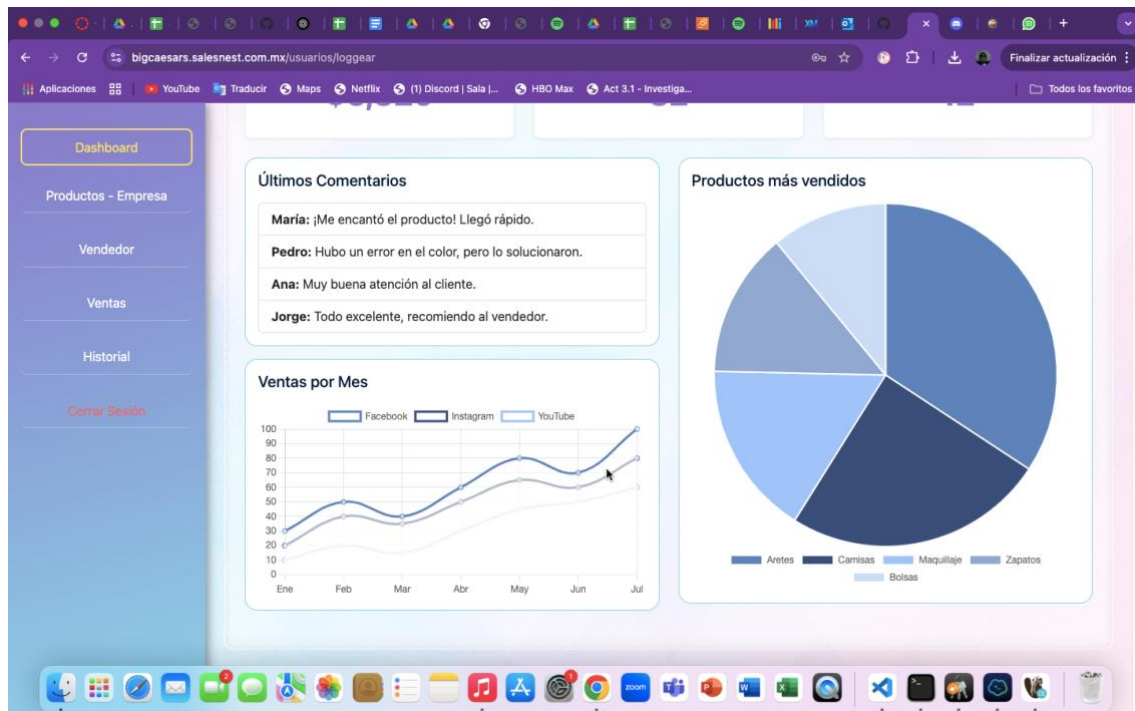 bigcaesars.salesnest.com.mx/usuarios/loggear
Finalizar actualización
Aplicaciones YouTube Traducir Maps Netflix (1) Discord | Sala |... HBO Max Act 3.1 - Investiga... Todos los favoritos
Dashboard
Productos - Empresa
Vendedor
Ventas
Historial
Cerrar Sesión
Últimos Comentarios
María: ¡Me encantó el producto! Llegó rápido.
Pedro: Hubo un error en el color, pero lo solucionaron.
Ana: Muy buena atención al cliente.
Jorge: Todo excelente, recomiendo al vendedor.
Ventas por Mes
Facebook Instagram YouTube
100
90
80
70
60
50
40
30
20
10
0
Ene Feb Mar Abr May Jun Jul
Productos más vendidos
Aretes Camisas Maquillaje Zapatos
Bolsas
zoom